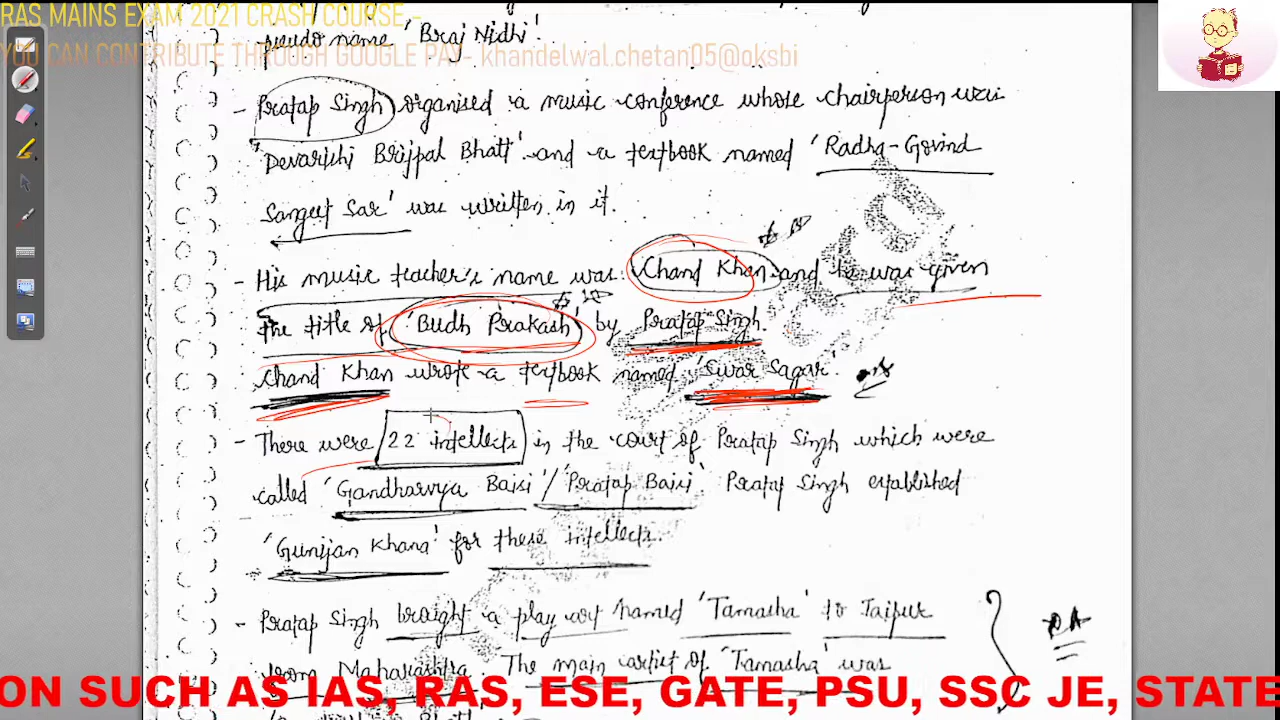 RAS MAINS EXAM 2021 CRASH COURSE -
pseudo name 'Braj Nidhi'.
YOU CAN CONTRIBUTE THROUGH GOOGLE PAY- khandelwal.chetan05@oksbi
- Pratap Singh organised a music conference whose chairperson was
'Devarshi Brijpal Bhatt' and a textbook named 'Radha-Govind
Sangeet Sar' was written in it.
- His music teacher's name was Chand Khan and he was given
the title of 'Budh Prakash' by Pratap Singh.
Chand Khan wrote a textbook named 'Swar Sagar'.
- There were 22 intellects in the court of Pratap Singh which were
called 'Gandharvya Baisi'/'Pratap Baisi' Pratap Singh established
'Gunijan Khana' for these intellects.
- Pratap Singh braight a play art named 'Tamasha' to Jaipur
from Maharashtra. The main artist of 'Tamasha' was
ON SUCH AS IAS, RAS, ESE, GATE, PSU, SSC JE, STATE